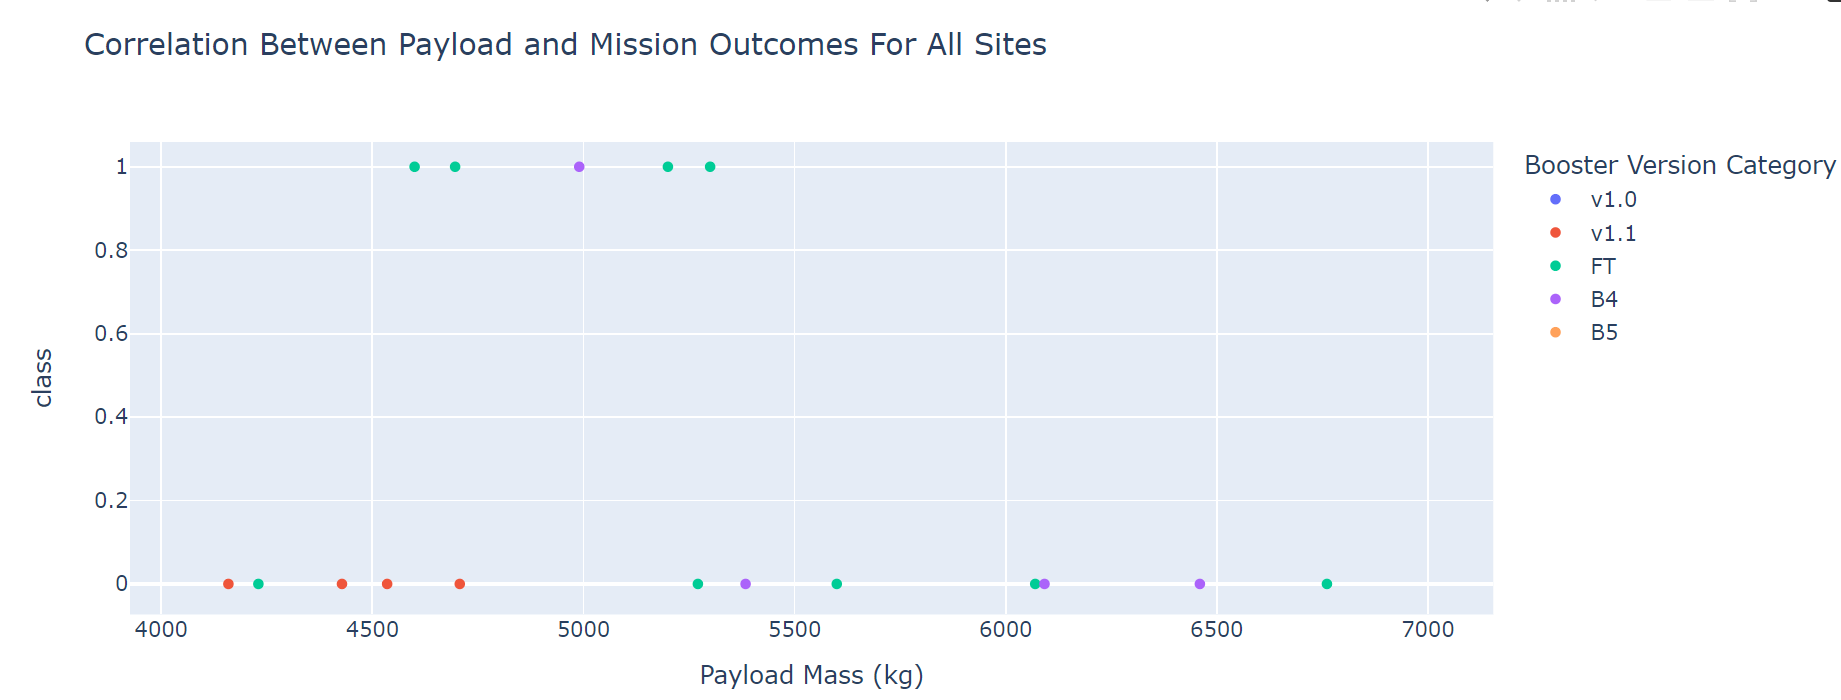 Correlation Between Payload and Mission Outcomes For All Sites
1
0.8
0.6
0.4
0.2
0
class
4000 4500 5000 5500 6000 6500 7000
Payload Mass (kg)
Booster Version Category
v1.0
v1.1
FT
B4
B5